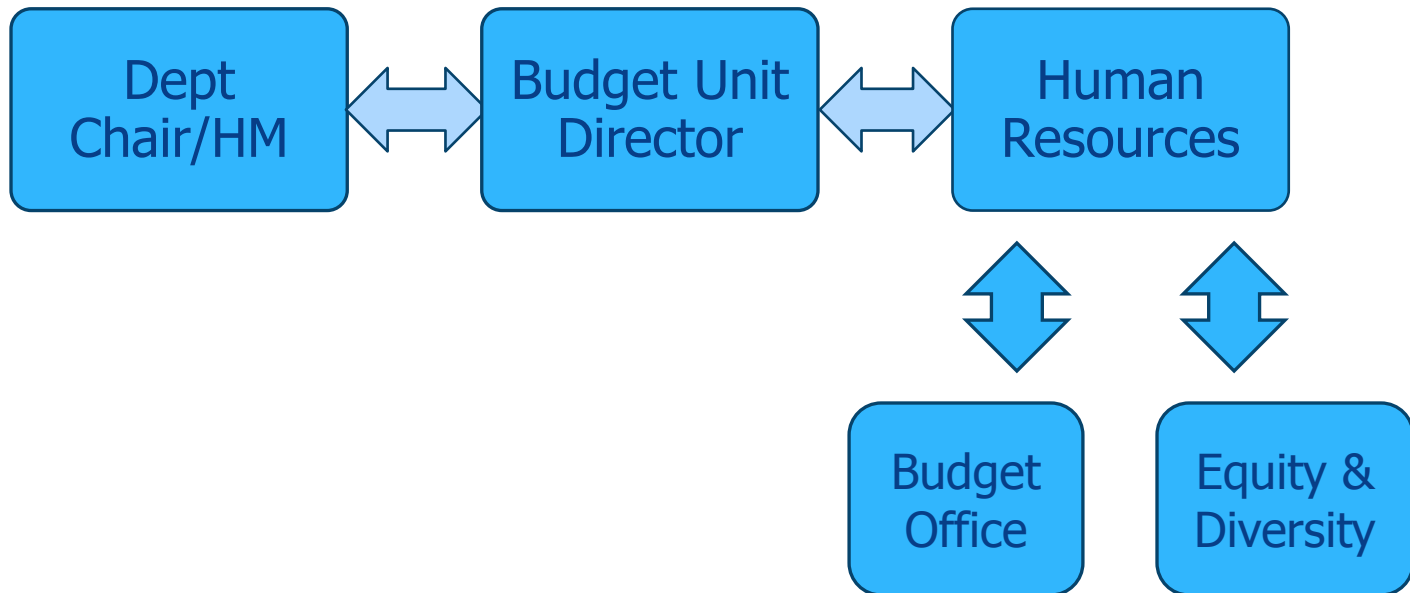 Dept
Chair/HM
Budget Unit
Director
Human
Resources
Budget
Office
Equity &
Diversity